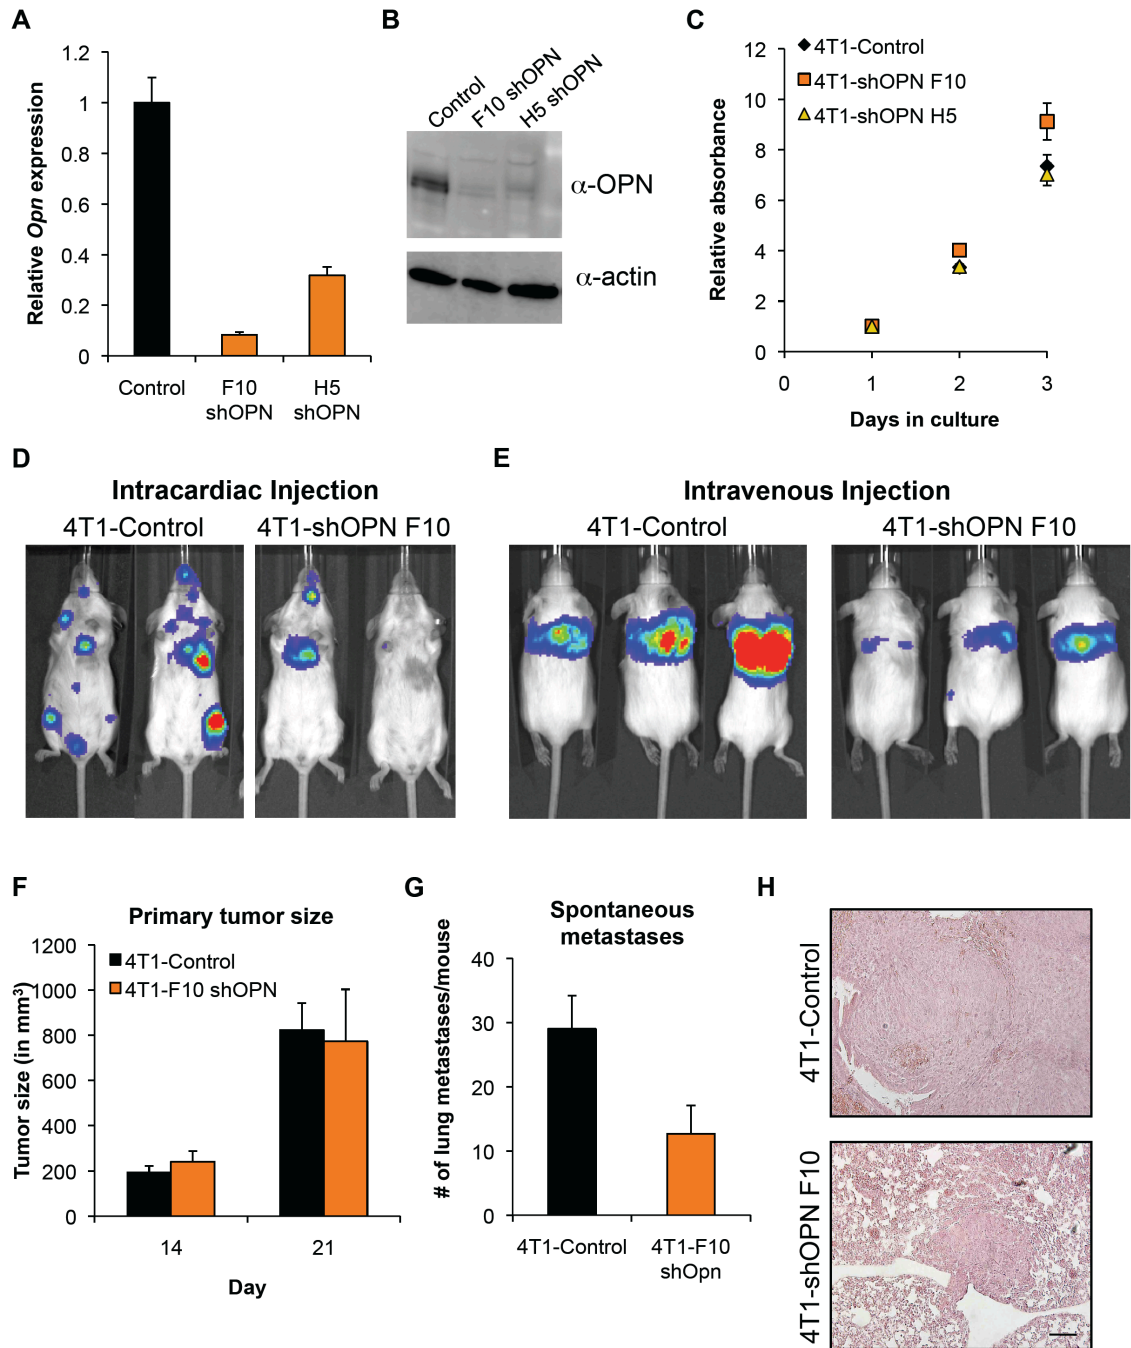 A
Relative Opn expression
1.2
1
0.8
0.6
0.4
0.2
0
Control
F10
shOPN
H5
shOPN
B
Control
F10 shOPN
H5 shOPN
α-OPN
α-actin
C
Relative absorbance
12
10
8
6
4
2
0
4T1-Control
4T1-shOPN F10
4T1-shOPN H5
0
1
2
3
Days in culture
D
Intracardiac Injection
4T1-Control
4T1-shOPN F10
E
Intravenous Injection
4T1-Control
4T1-shOPN F10
F
Primary tumor size
Tumor size (in mm³)
1200
1000
800
600
400
200
0
4T1-Control
4T1-F10 shOPN
14
21
Day
G
Spontaneous
metastases
# of lung metastases/mouse
40
30
20
10
0
4T1-Control
4T1-F10
shOpn
H
4T1-Control
4T1-shOPN F10